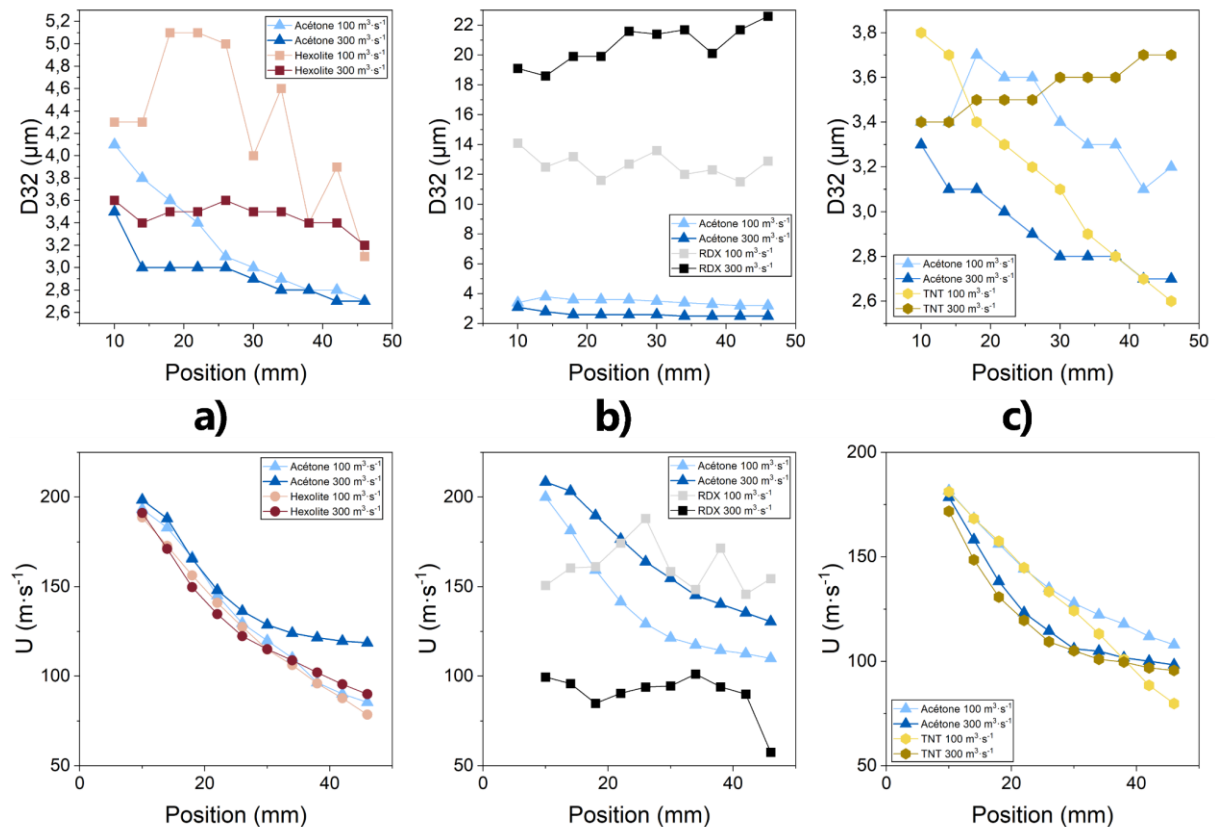 D32 (µm)
5,2
5,0
4,8
4,6
4,4
4,2
4,0
3,8
3,6
3,4
3,2
3,0
2,8
2,6
Acétone 100 m³·s⁻¹
Acétone 300 m³·s⁻¹
Hexolite 100 m³·s⁻¹
Hexolite 300 m³·s⁻¹
10 20 30 40 50
Position (mm)
a)
D32 (µm)
22
20
18
16
14
12
10
8
6
4
2
Acétone 100 m³·s⁻¹
Acétone 300 m³·s⁻¹
RDX 100 m³·s⁻¹
RDX 300 m³·s⁻¹
0 10 20 30 40 50
Position (mm)
b)
D32 (µm)
3,8
3,6
3,4
3,2
3,0
2,8
2,6
Acétone 100 m³·s⁻¹
Acétone 300 m³·s⁻¹
TNT 100 m³·s⁻¹
TNT 300 m³·s⁻¹
10 20 30 40 50
Position (mm)
c)
U (m·s⁻¹)
200
150
100
50
Acétone 100 m³·s⁻¹
Acétone 300 m³·s⁻¹
Hexolite 100 m³·s⁻¹
Hexolite 300 m³·s⁻¹
0 20 40
Position (mm)
U (m·s⁻¹)
200
150
100
50
Acétone 100 m³·s⁻¹
Acétone 300 m³·s⁻¹
RDX 100 m³·s⁻¹
RDX 300 m³·s⁻¹
0 20 40
Position (mm)
U (m·s⁻¹)
200
150
100
50
Acétone 100 m³·s⁻¹
Acétone 300 m³·s⁻¹
TNT 100 m³·s⁻¹
TNT 300 m³·s⁻¹
0 20 40
Position (mm)